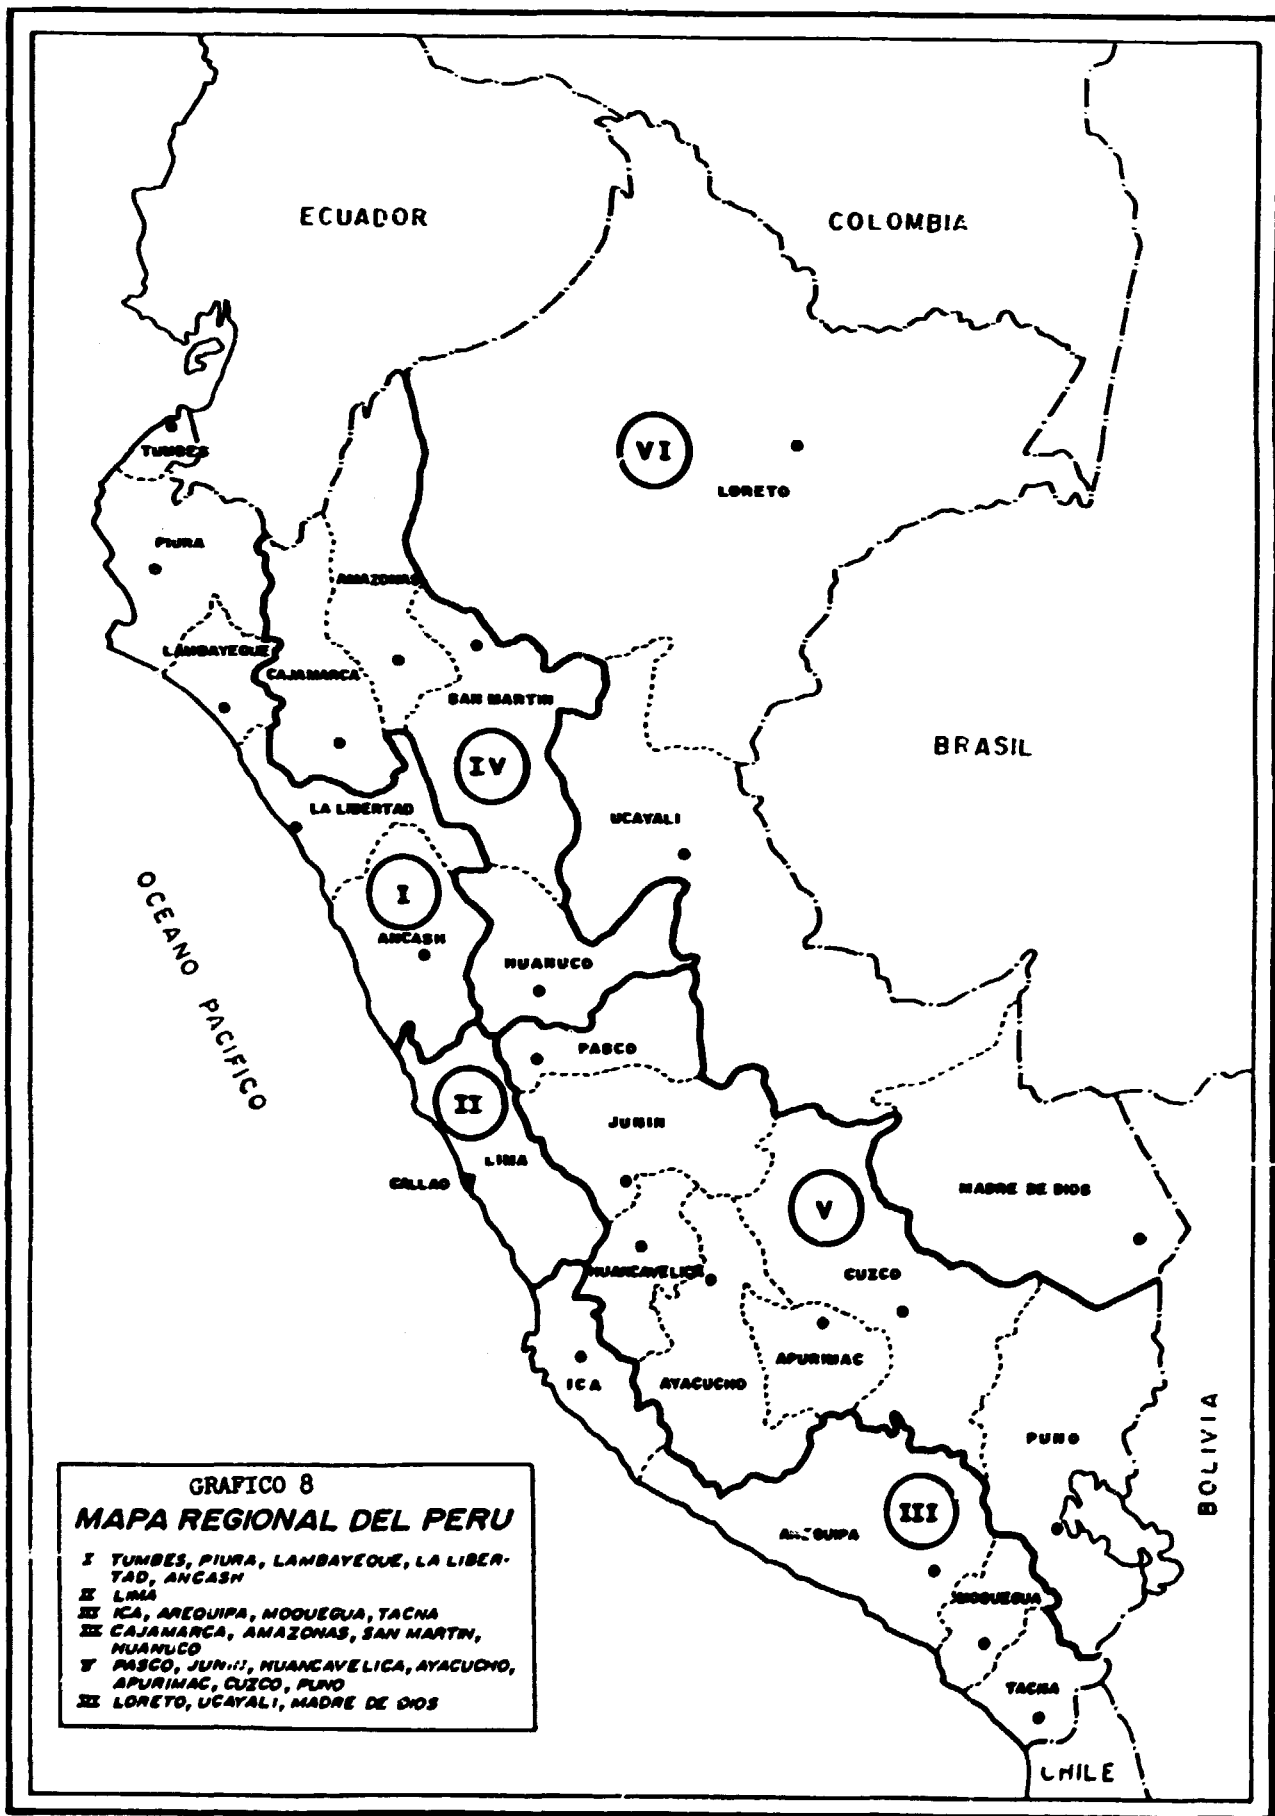 ECUADOR
COLOMBIA
TUMBES
VI
LORETO
PIURA
AMAZONAS
LAMBAYEQUE
CAJAMARCA
SAN MARTIN
BRASIL
IV
LA LIBERTAD
UCAYALI
I
OCEANO PACIFICO
ANCASH
HUANUCO
PASCO
II
JUNIN
LIMA
CALLAO
MADRE DE DIOS
V
HUANCAVELICA
CUZCO
APURIMAC
ICA
AYACUCHO
PUNO
BOLIVIA
III
AREQUIPA
MOQUEGUA
TACNA
CHILE
GRAFICO 8
MAPA REGIONAL DEL PERU
I TUMBES, PIURA, LAMBAYEQUE, LA LIBER-
TAD, ANCASH
II LIMA
III ICA, AREQUIPA, MOQUEGUA, TACNA
CAJAMARCA, AMAZONAS, SAN MARTIN,
HUANUCO
V PASCO, JUNIN, HUANCAVELICA, AYACUCHO,
APURIMAC, CUZCO, PUNO
LORETO, UCAYALI, MADRE DE DIOS